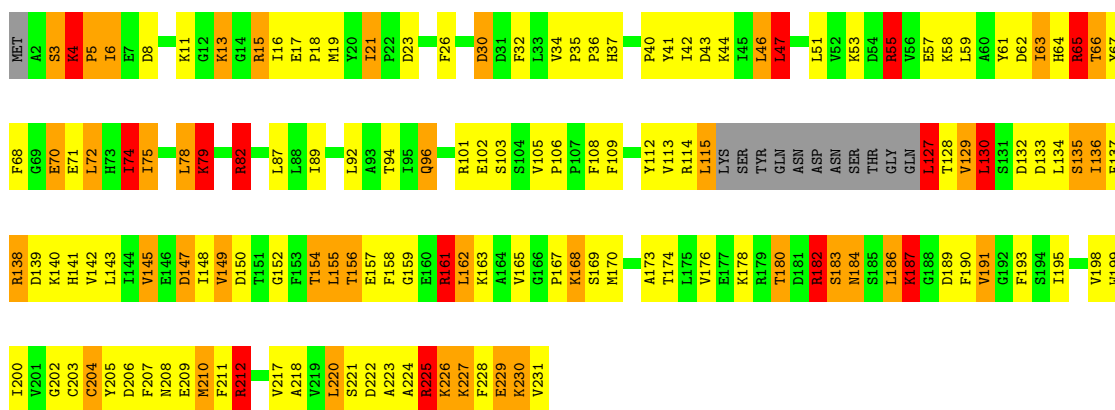 MET A2 S3 K4 P5 I6 E7 D8 K11 G12 K13 G14 R15 I16 E17 P18 M19 Y20 I21 P22 D23 F26 D30 D31 F32 L33 V34 P35 P36 H37 P40 Y41 I42 D43 K44 I45 L46 L47 L51 V52 K53 D54 R55 V56 E57 K58 L59 A60 Y61 D62 I63 H64 R65 T66 Y67
F68 G69 E70 E71 L72 H73 I74 I75 L78 K79 R82 L87 L88 I89 L92 A93 T94 I95 Q96 R101 E102 S103 S104 V105 P106 P107 F108 F109 Y112 V113 R114 L115 LYS SER TYR GLN ASN ASP ASN SER THR GLY GLN L127 T128 V129 L130 S131 D132 D133 L134 S135 I136
R138 D139 K140 H141 V142 L143 I144 V145 E146 D147 I148 V149 D150 T151 G152 F153 T154 L155 T156 E157 F158 G159 E160 R161 L162 K163 A164 V165 G166 P167 K168 S169 M170 A173 T174 L175 V176 E177 K178 R179 T180 D181 R182 S183 N184 S185 L186 K187 G188 D189 F190 V191 G192 F193 S194 I195 V198
I200 V201 G202 C203 C204 Y205 D206 F207 N208 E209 M210 F211 R212 V217 A218 V219 L220 S221 D222 A223 A224 R225 K226 K227 F228 E229 K230 V231